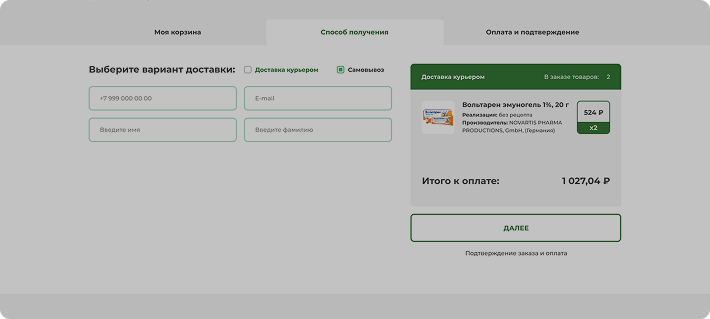 Моя корзина
Способ получения
Оплата и подтверждение
Выберите вариант доставки:
Доставка курьером
Самовывоз
+7 999 000 00 00
E-mail
Введите имя
Введите фамилию
Доставка курьером
В заказе товаров: 2
Вольтарен эмуногель 1%, 20 г
Реализация: без рецепта
Производитель: NOVARTIS PHARMA
PRODUCTIONS, GmbH, (Германия)
524 ₽
x2
Итого к оплате:
1 027,04 ₽
ДАЛЕЕ
Подтверждение заказа и оплата